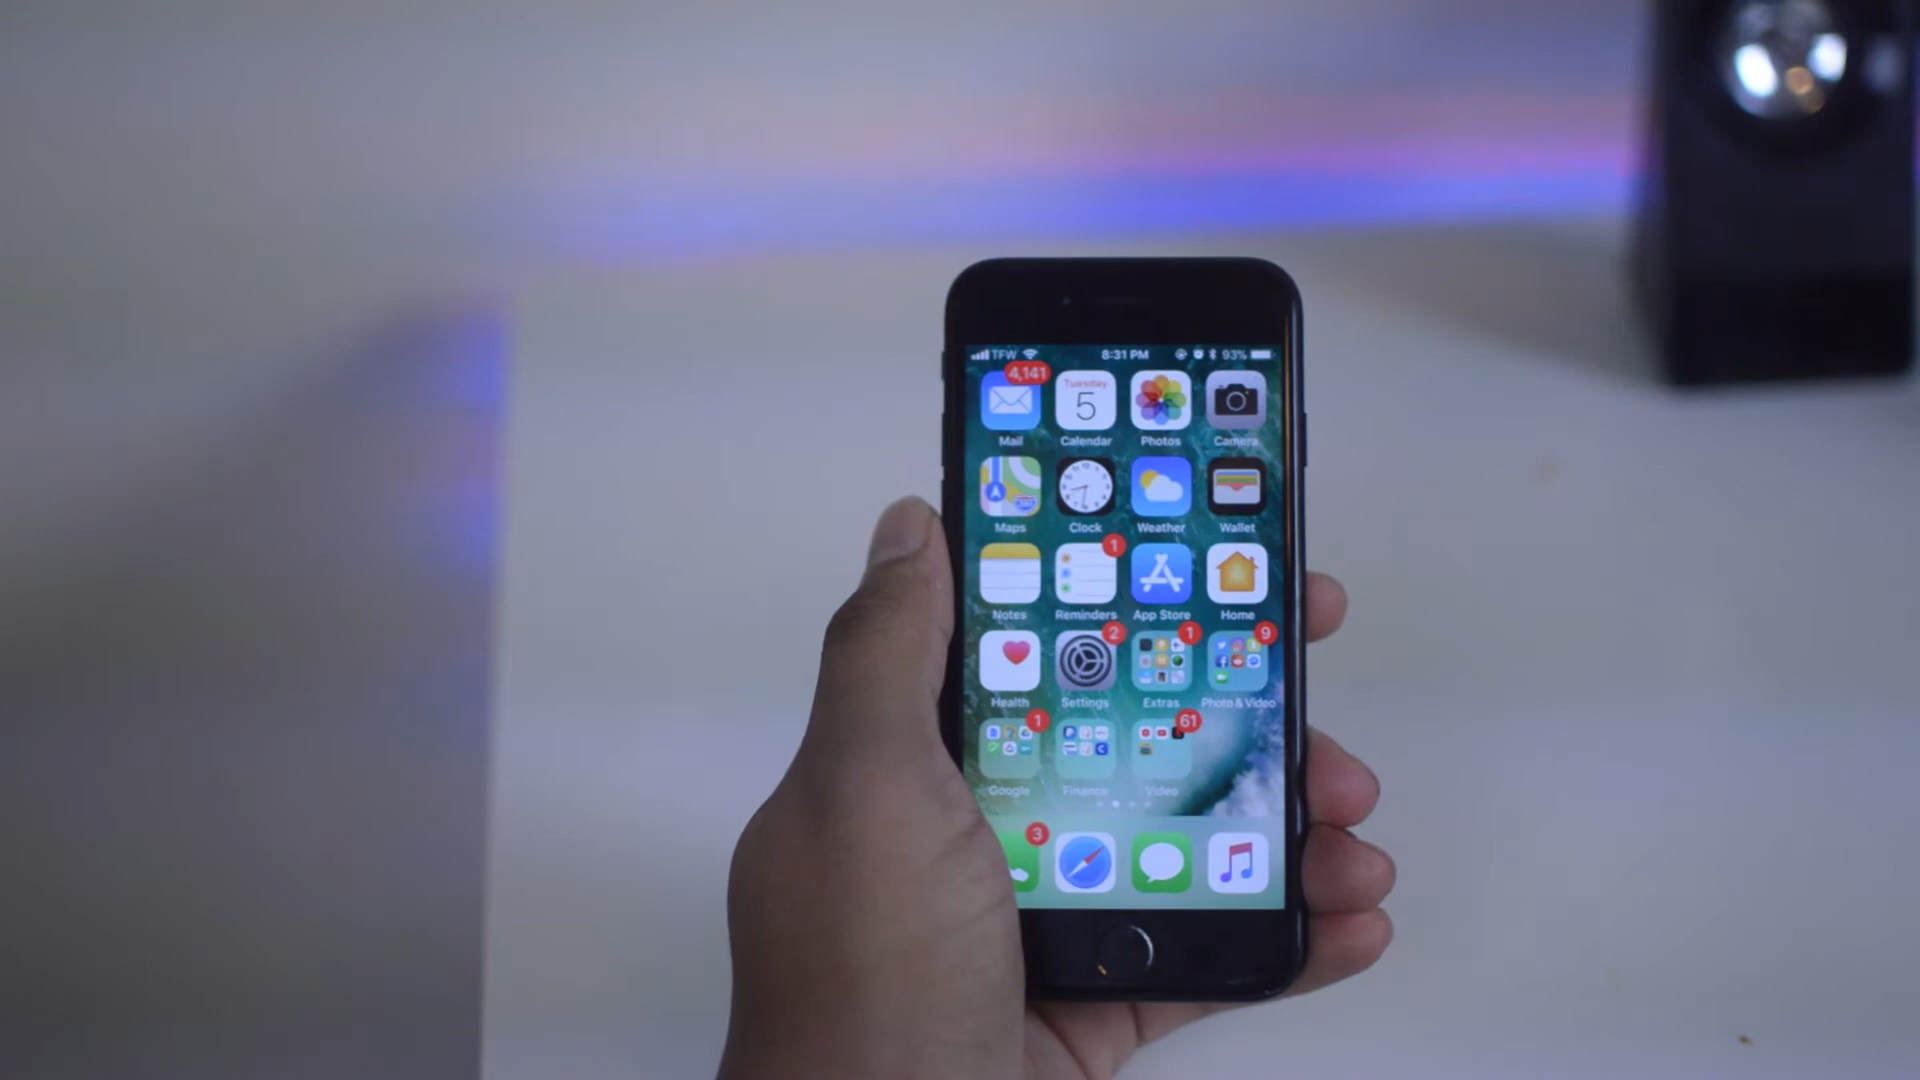 TFW 8:31 PM 93%
4,141
Tuesday
5
Mail Calendar Photos Camera
Maps Clock Weather Wallet
1
Notes Reminders App Store Home
2 1 9
Health Settings Extras Photo & Video
1 61
Google Finance Video
3